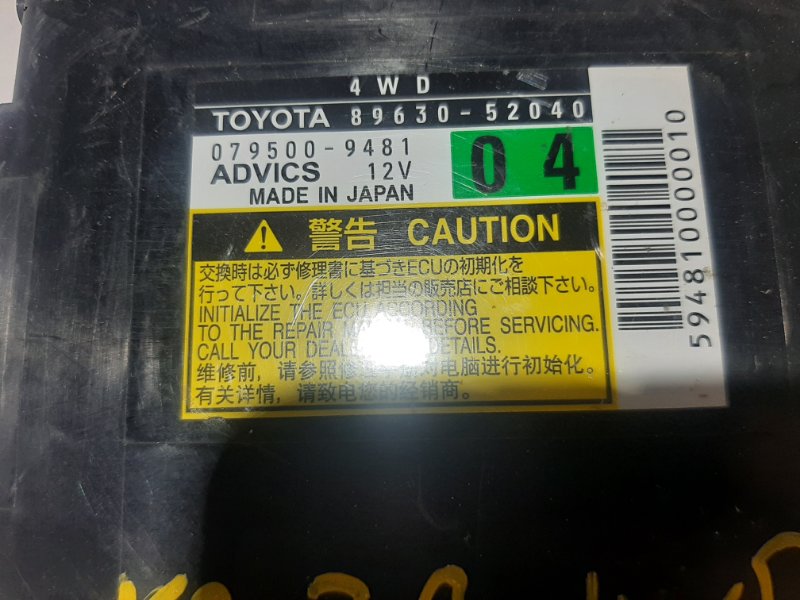 4WD
TOYOTA 89630-52040
079500-9481
ADVICS 12V
04
MADE IN JAPAN
警告 CAUTION
交換時は必ず修理書に基づきECUの初期化を
行って下さい。詳しくは担当の販売店にご相談下さい。
INITIALIZE THE ECU ACCORDING
TO THE REPAIR BEFORE SERVICING.
CALL YOUR DETAILS.
维修前，请参照修 对电脑进行初始化。
有关详情，请致电您的经销商。
594810000010